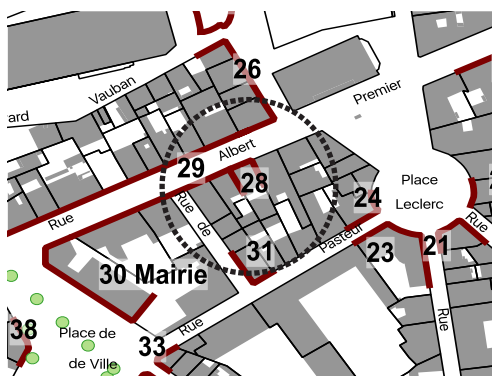 26
Vauban
ard
Premier
Albert
29
28
24
Place
Leclerc
Rue
Rue de
31
Pasteur
23
21
30 Mairie
Rue
Rue
38
Place de
de Ville
33